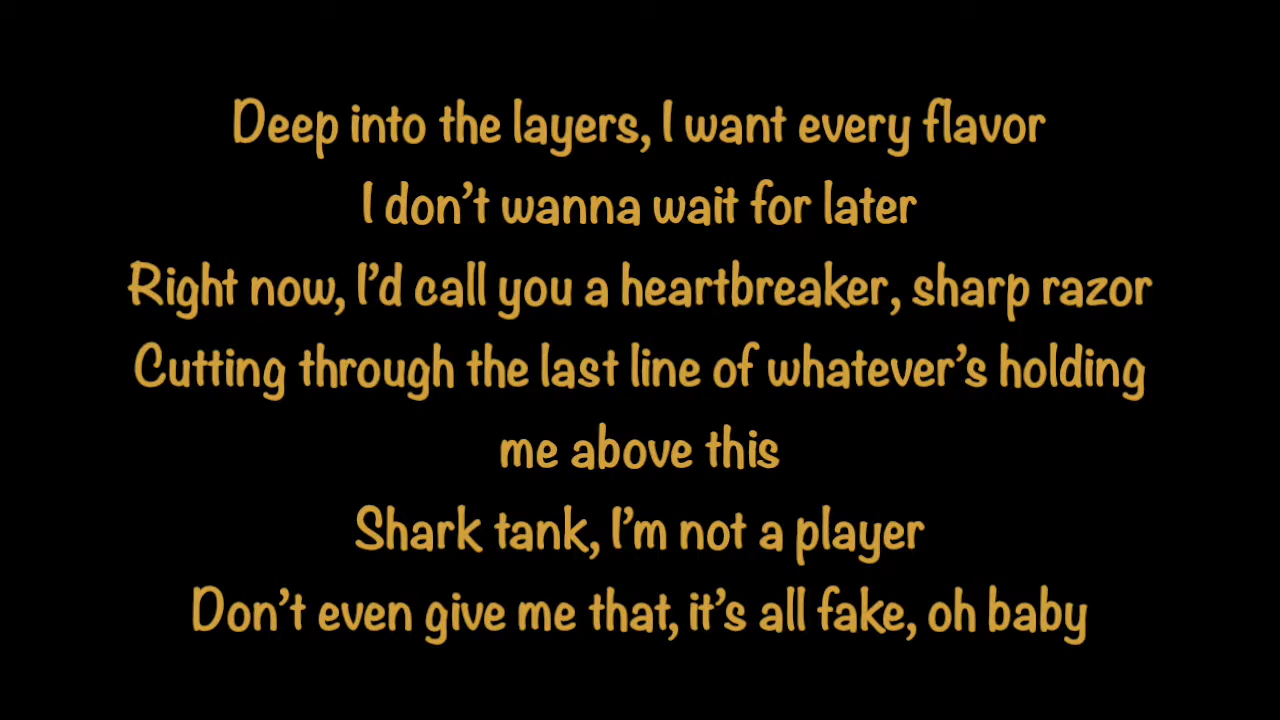 Deep into the layers, I want every flavor
I don’t wanna wait for later
Right now, I’d call you a heartbreaker, sharp razor
Cutting through the last line of whatever’s holding
me above this
Shark tank, I’m not a player
Don’t even give me that, it’s all fake, oh baby